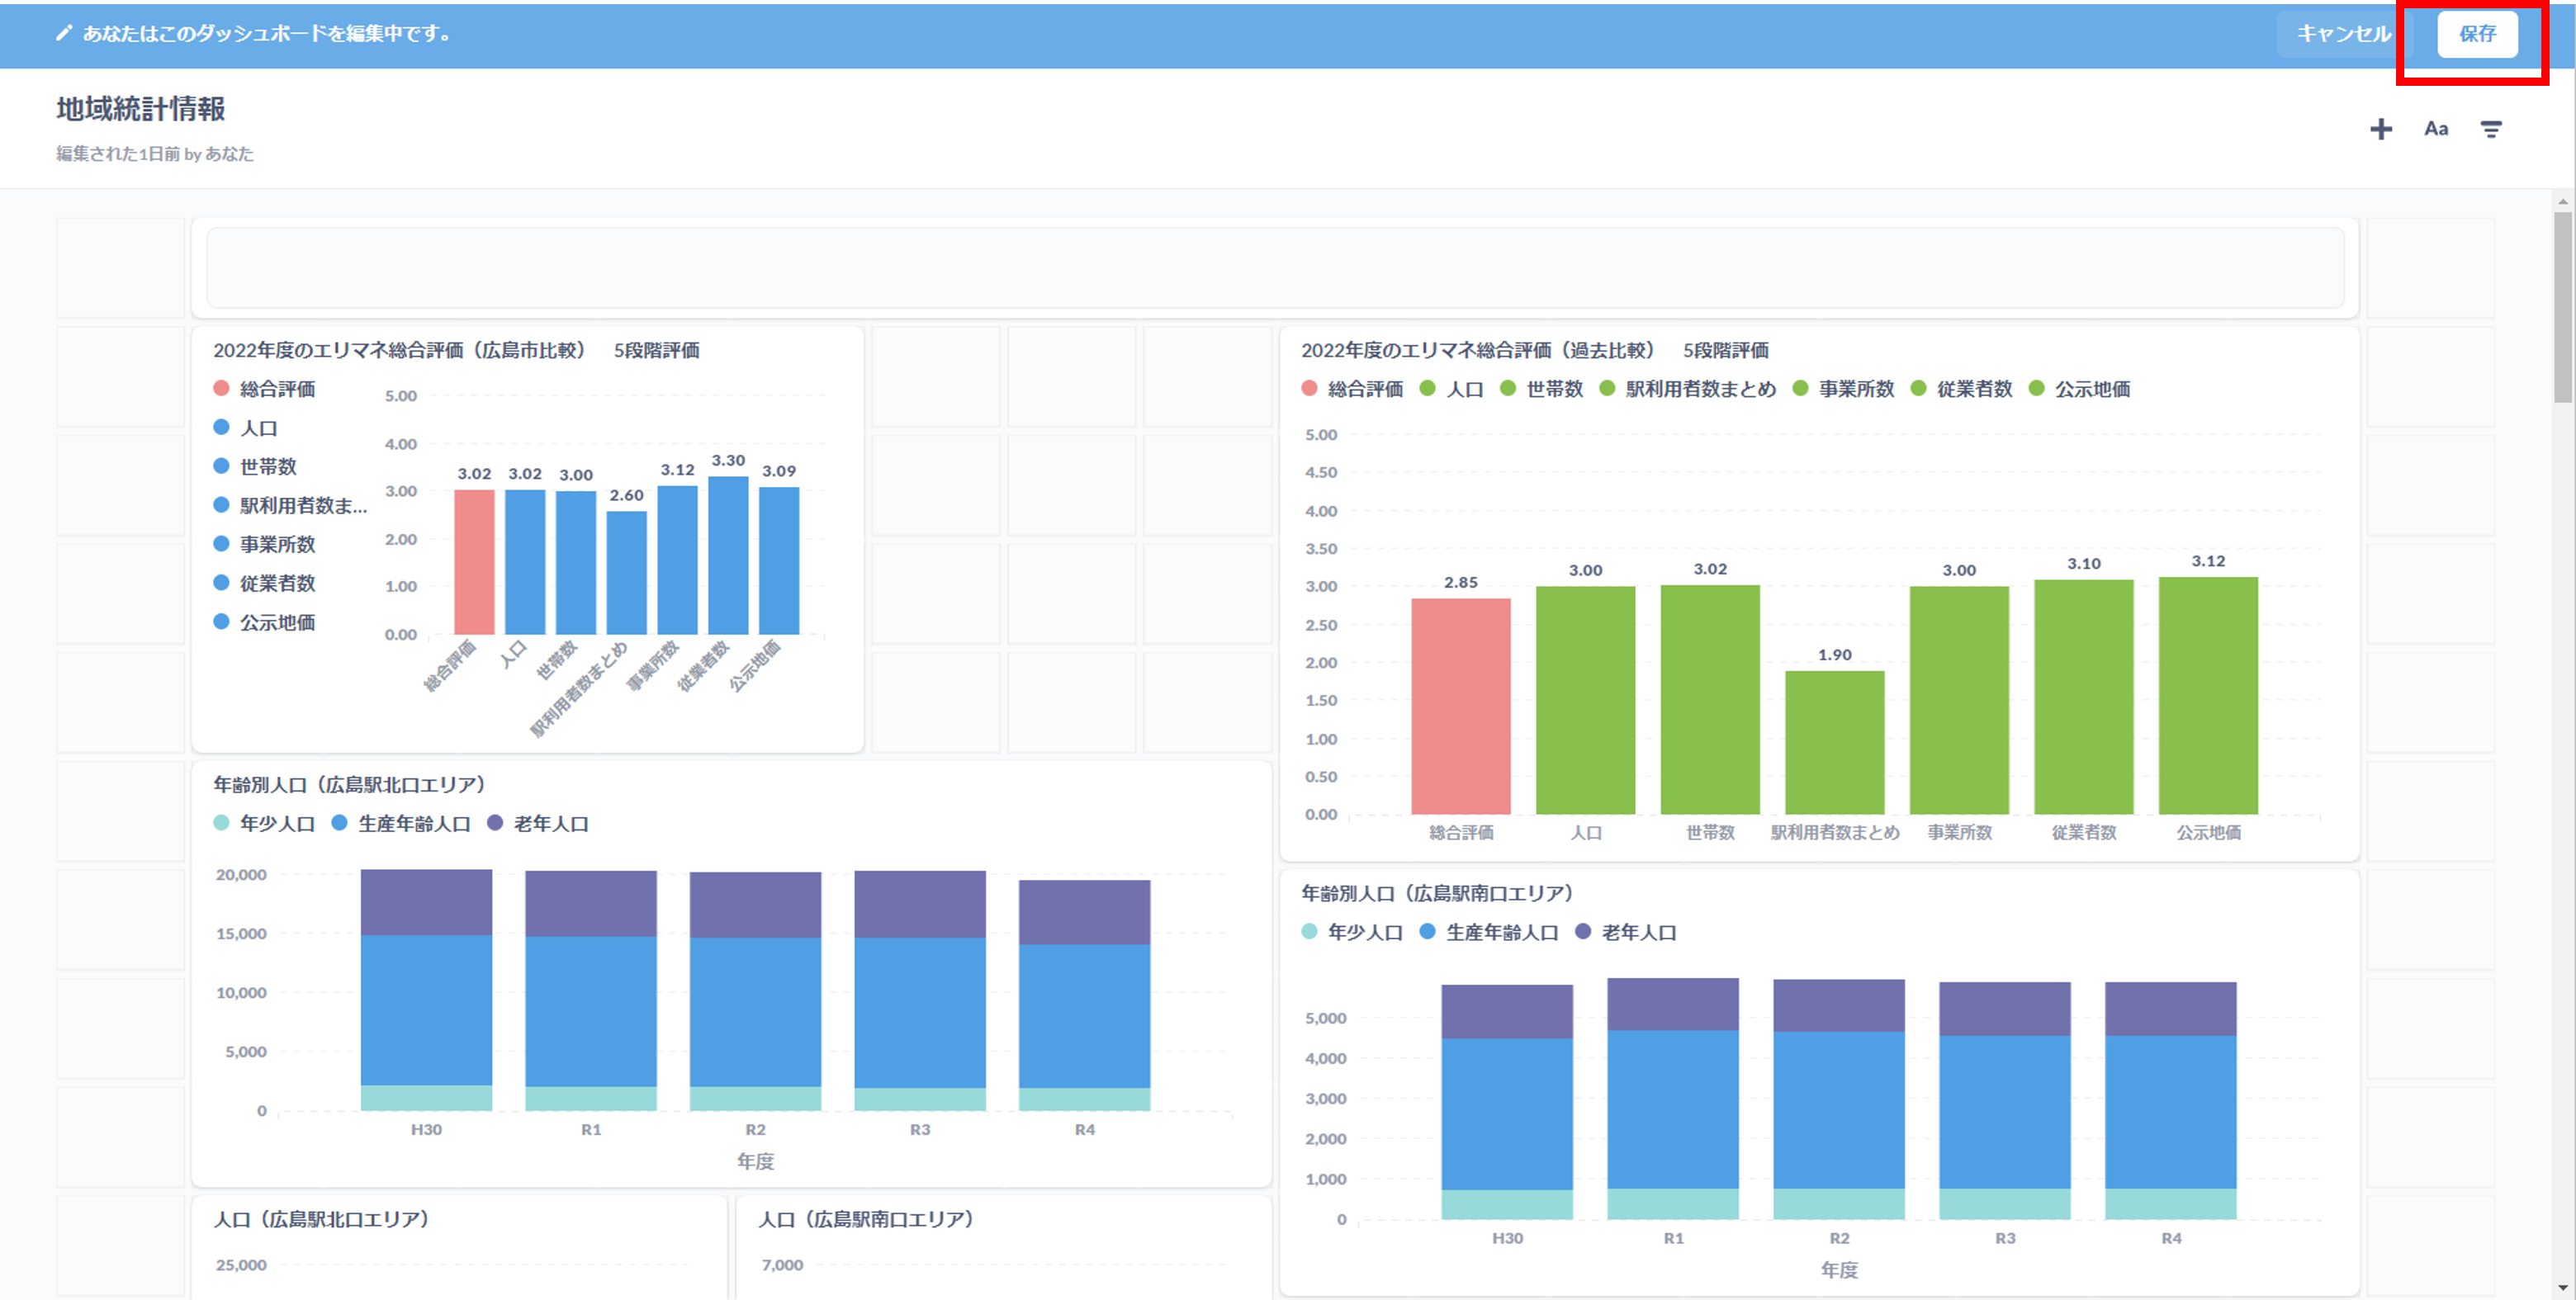 あなたはこのダッシュボードを編集中です。
キャンセル
保存
地域統計情報
編集された1日前 by あなた
Aa
2022年度のエリマネ総合評価（広島市比較）　5段階評価
総合評価
人口
世帯数
駅利用者数ま...
事業所数
従業者数
公示地価
5.00
4.00
3.00
2.00
1.00
0.00
3.02
3.02
3.00
2.60
3.12
3.30
3.09
総合評価
人口
世帯数
駅利用者数まとめ
事業所数
従業者数
公示地価
2022年度のエリマネ総合評価（過去比較）　5段階評価
総合評価 人口 世帯数 駅利用者数まとめ 事業所数 従業者数 公示地価
5.00
4.50
4.00
3.50
3.00
2.50
2.00
1.50
1.00
0.50
0.00
2.85
3.00
3.02
1.90
3.00
3.10
3.12
総合評価
人口
世帯数
駅利用者数まとめ
事業所数
従業者数
公示地価
年齢別人口（広島駅北口エリア）
年少人口 生産年齢人口 老年人口
20,000
15,000
10,000
5,000
0
H30
R1
R2
R3
R4
年度
年齢別人口（広島駅南口エリア）
年少人口 生産年齢人口 老年人口
5,000
4,000
3,000
2,000
1,000
0
H30
R1
R2
R3
R4
年度
人口（広島駅北口エリア）
25,000
人口（広島駅南口エリア）
7,000